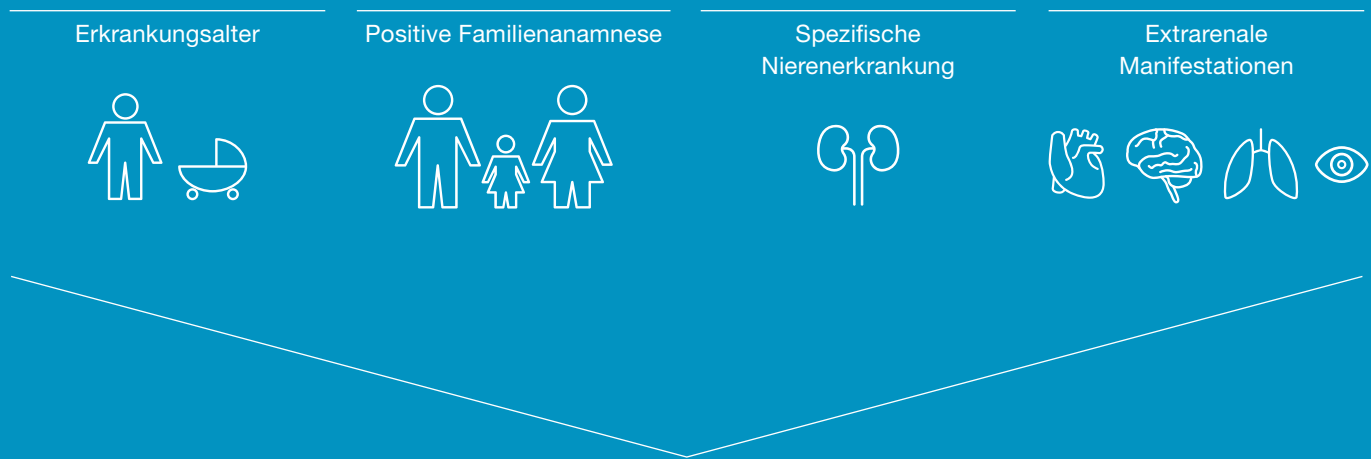 Erkrankungsalter
Positive Familienanamnese
Spezifische
Nierenerkrankung
Extrarenale
Manifestationen